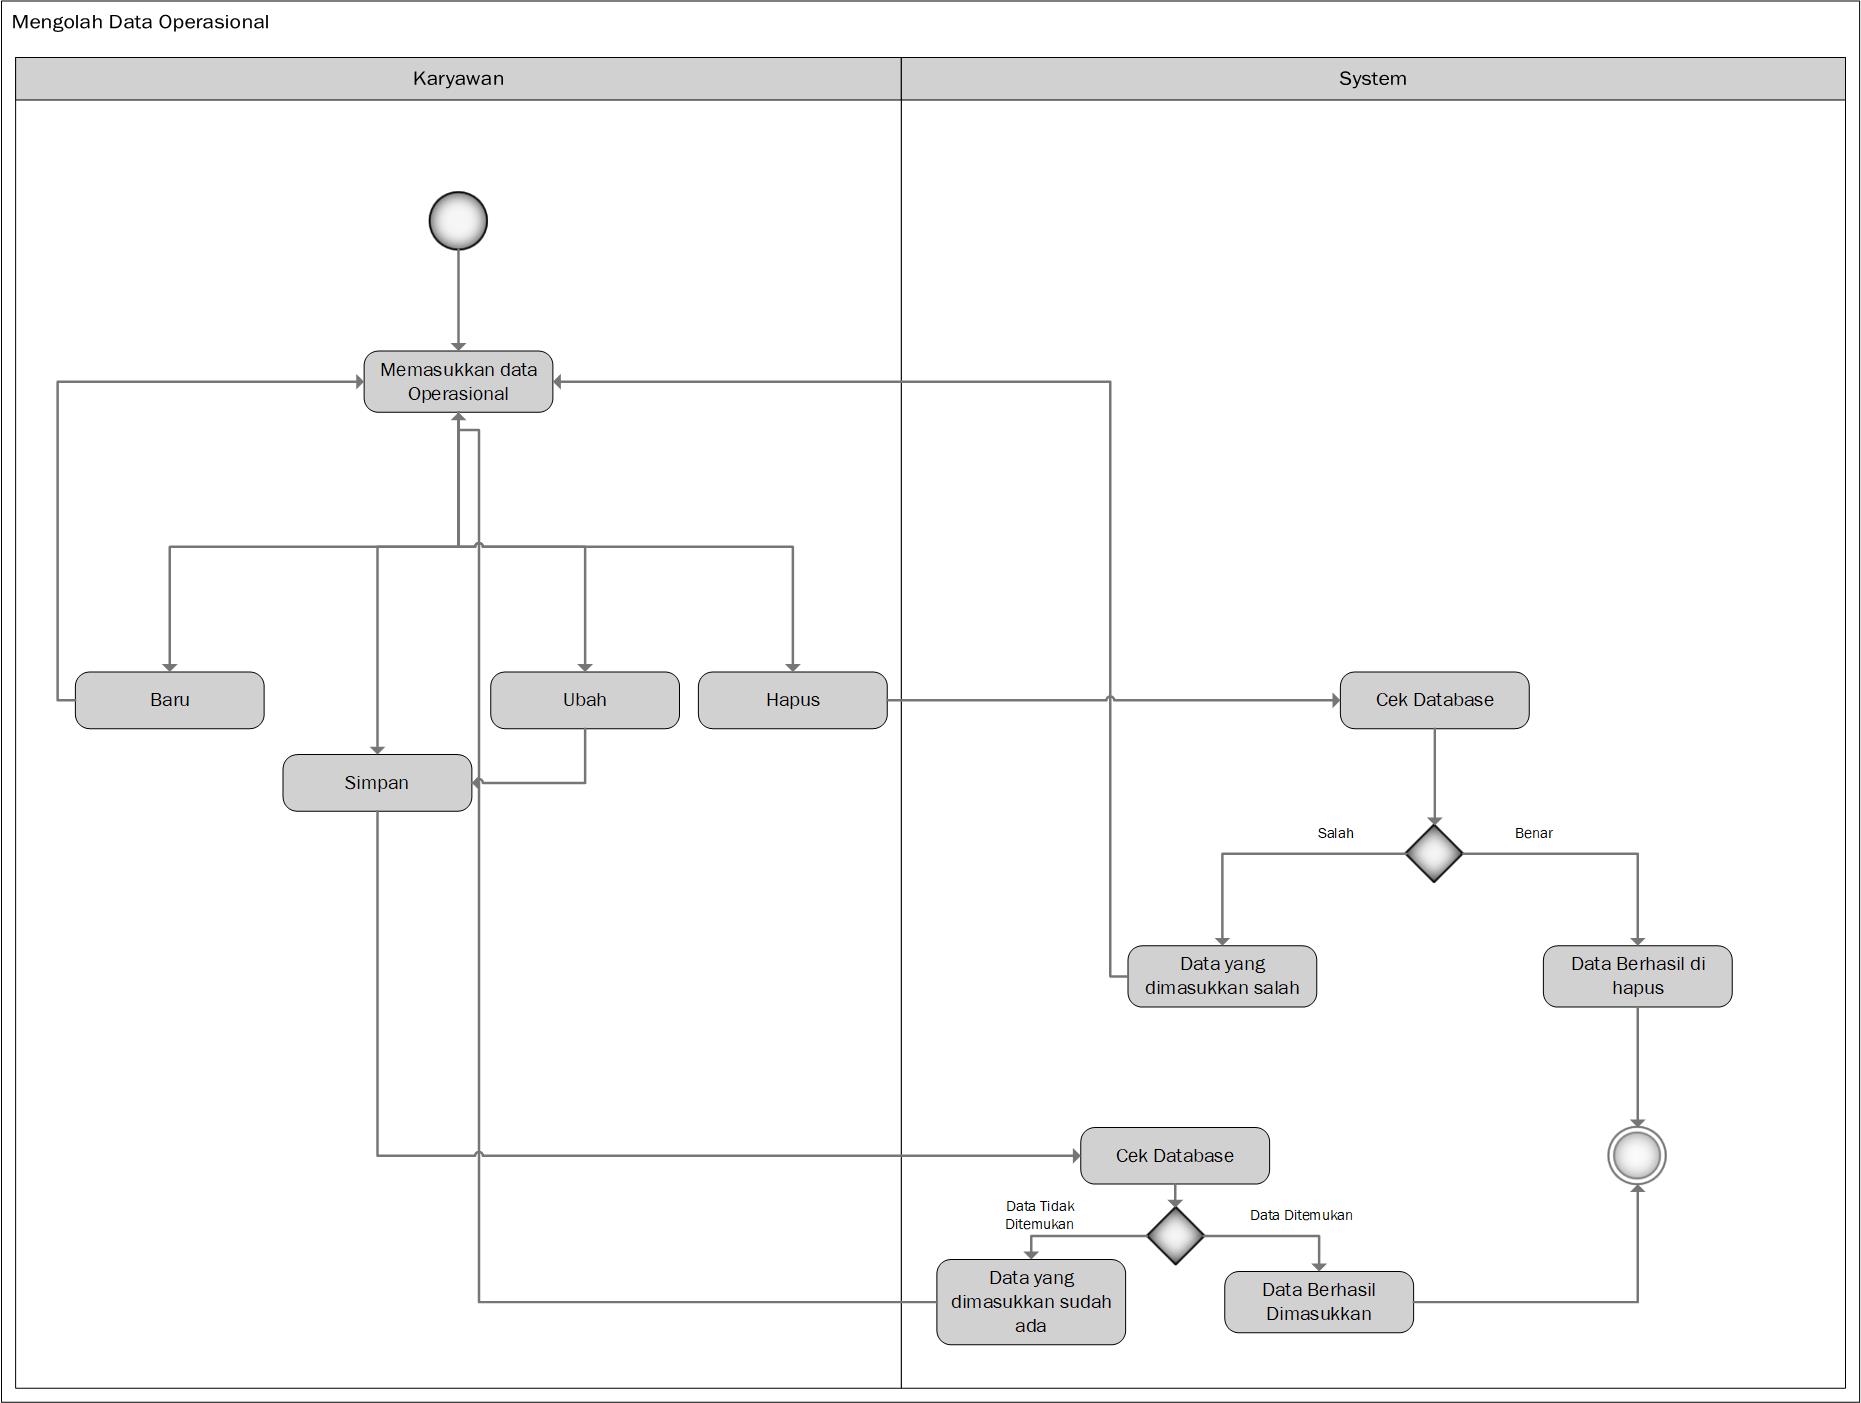 Mengolah Data Operasional
Karyawan
System
Memasukkan data
Operasional
Baru
Ubah
Hapus
Cek Database
Simpan
Salah
Benar
Data yang
dimasukkan salah
Data Berhasil di
hapus
Cek Database
Data Tidak
Ditemukan
Data Ditemukan
Data yang
dimasukkan sudah
ada
Data Berhasil
Dimasukkan